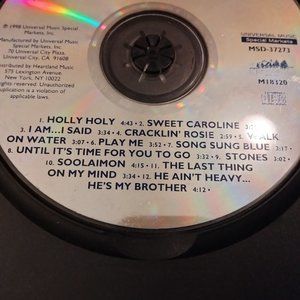 ℗ 1998 Universal Music Special
Markets, Inc.
Manufactured by Universal Music
Special Markets, Inc.
70 Universal City Plaza,
Universal City, CA 91608
Distributed by Heartland Music
575 Lexington Avenue,
New York, NY 10022. Unauthorized
duplication is a violation of
applicable laws.
UNIVERSAL MUSIC
Special Markets
MSD-37271
M18320
1. HOLLY HOLY 4:43 • 2. SWEET CAROLINE
3. I AM...I SAID 3:34 • 4. CRACKLIN' ROSIE 2:59 • 5. WALK
ON WATER 3:07 • 6. PLAY ME 3:52 • 7. SONG SUNG BLUE 3:17 •
8. UNTIL IT'S TIME FOR YOU TO GO 3:32 • 9. STONES 3:02 •
10. SOOLAIMON 4:15 • 11. THE LAST THING
ON MY MIND 3:34 • 12. HE AIN'T HEAVY...
HE'S MY BROTHER 4:12 •